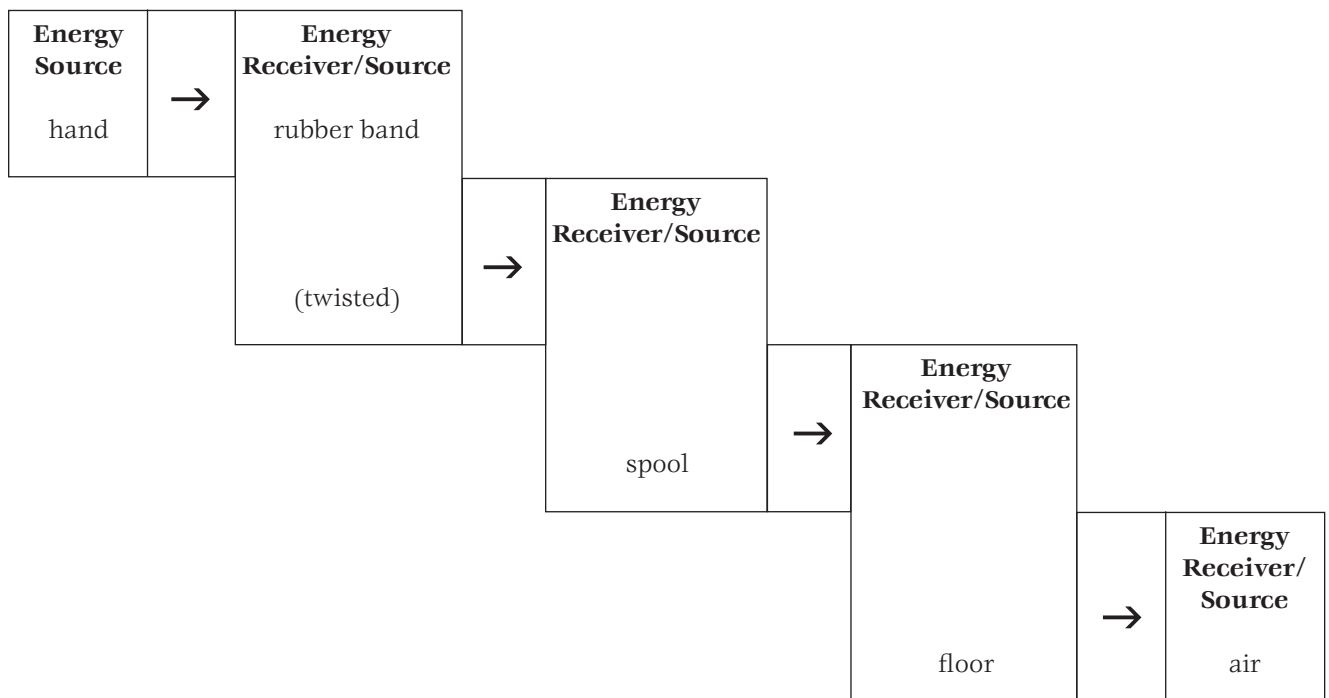 Energy
Source
hand
→
Energy
Receiver/Source
rubber band
(twisted)
→
Energy
Receiver/Source
spool
→
Energy
Receiver/Source
floor
→
Energy
Receiver/
Source
air